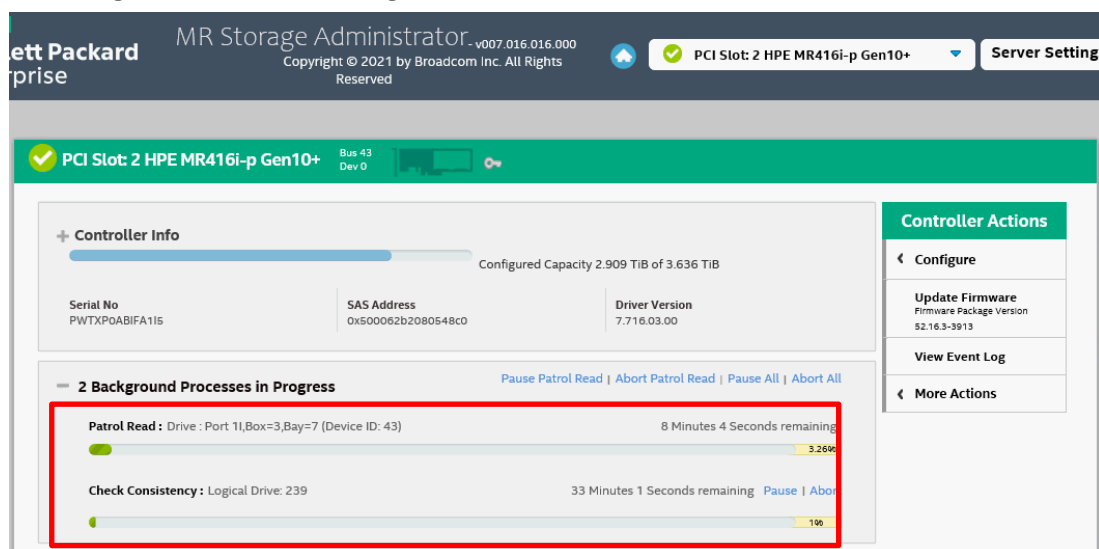 ett Packard
prise
MR Storage Administrator v007.016.016.000
Copyright © 2021 by Broadcom Inc. All Rights
Reserved
PCI Slot: 2 HPE MR416i-p Gen10+
Server Setting
PCI Slot: 2 HPE MR416i-p Gen10+
Bus 43
Dev 0
Controller Info
Configured Capacity 2.909 TiB of 3.636 TiB
Serial No
PWTXP0ABIFA1I5
SAS Address
0x500062b2080548c0
Driver Version
7.716.03.00
2 Background Processes in Progress
Pause Patrol Read | Abort Patrol Read | Pause All | Abort All
Patrol Read : Drive : Port 1I,Box=3,Bay=7 (Device ID: 43)
8 Minutes 4 Seconds remaining
3.26%
Check Consistency : Logical Drive: 239
33 Minutes 1 Seconds remaining Pause | Abor
1%
Controller Actions
Configure
Update Firmware
Firmware Package Version
52.16.3-3913
View Event Log
More Actions